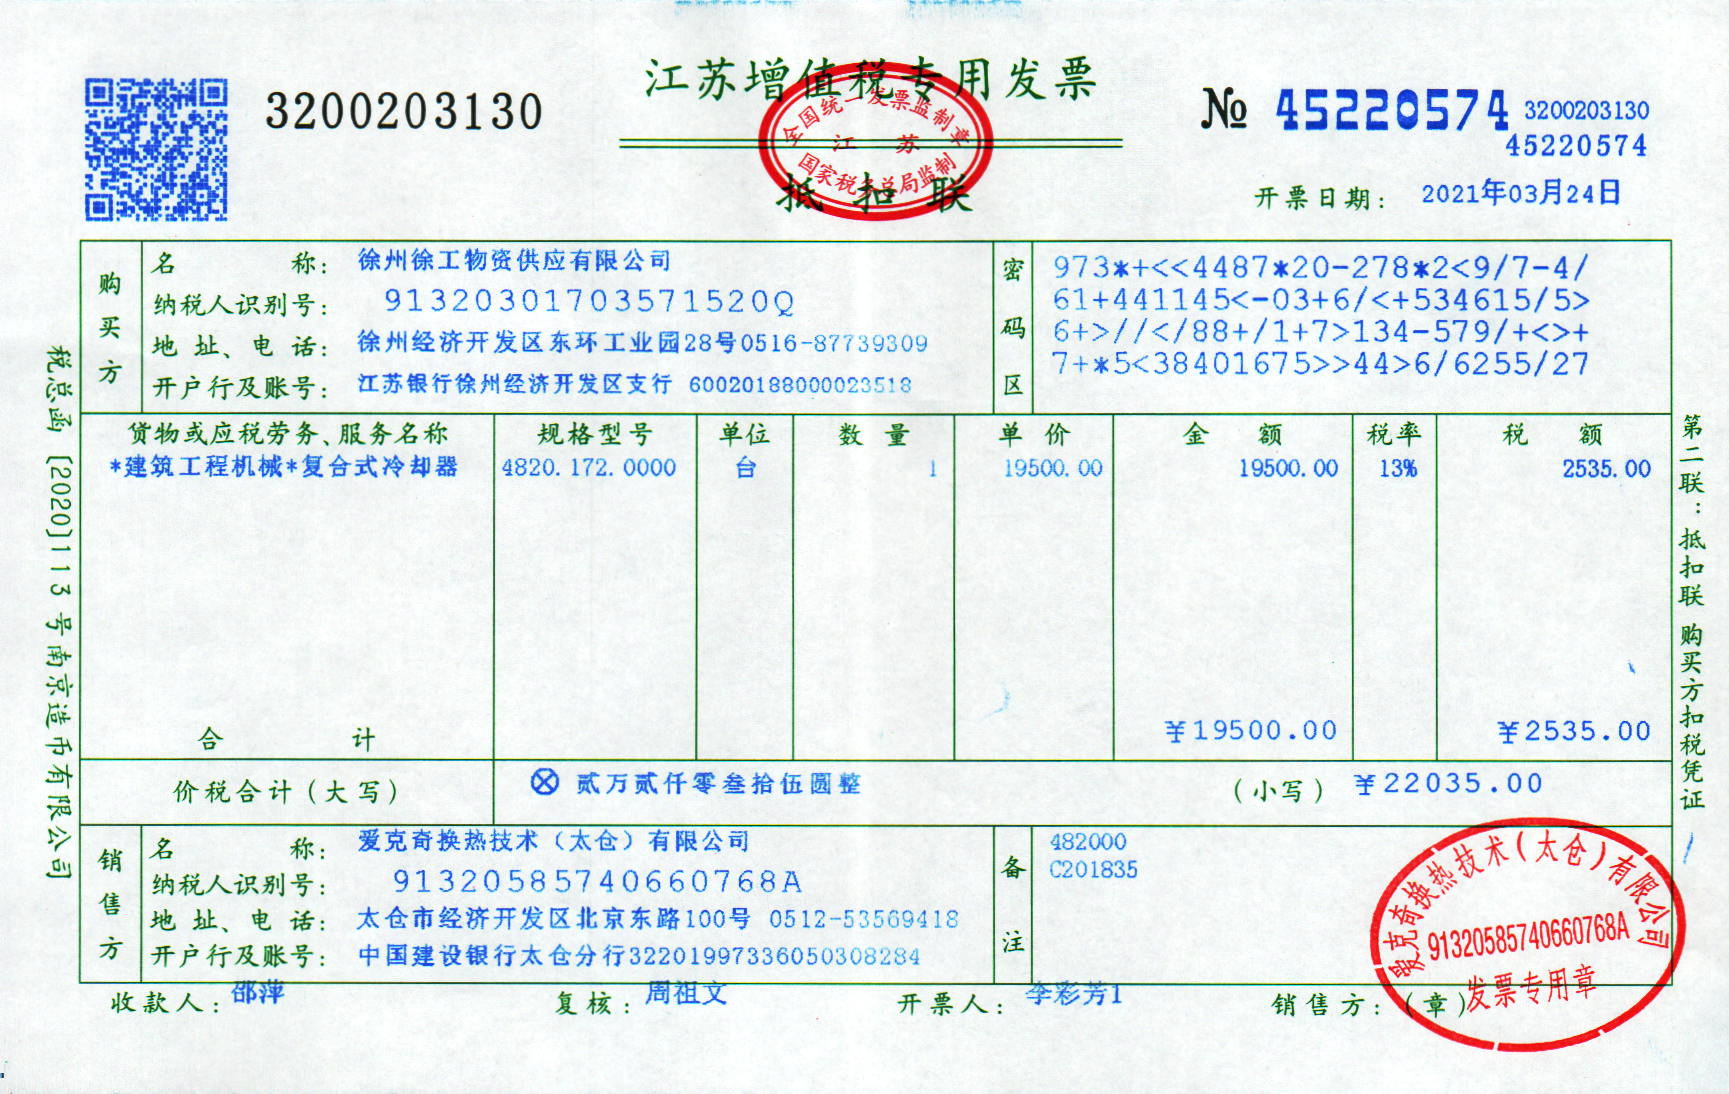 江苏增值税专用发票
3200203130
№ 45220574
3200203130
45220574
全国统一发票监制章
江 苏
国家税务总局监制
抵扣联
开票日期： 2021年03月24日
购买方
名 称： 徐州徐工物资供应有限公司
纳税人识别号： 91320301703571520Q
地 址、电 话： 徐州经济开发区东环工业园28号0516-87739309
开户行及账号： 江苏银行徐州经济开发区支行 60020188000023518
密码区
973*+<<4487*20-278*2<9/7-4/
61+441145<-03+6/<+534615/5>
6+>//</88+/1+7>134-579/+<>+
7+*5<38401675>>44>6/6255/27
货物或应税劳务、服务名称 规格型号 单位 数 量 单 价 金 额 税率 税 额
*建筑工程机械*复合式冷却器 4820.172.0000 台 1 19500.00 19500.00 13% 2535.00
合 计 ￥19500.00 ￥2535.00
价税合计（大写） ⊗ 贰万贰仟零叁拾伍圆整 （小写） ￥22035.00
销售方
名 称： 爱克奇换热技术（太仓）有限公司
纳税人识别号： 91320585740660768A
地 址、电 话： 太仓市经济开发区北京东路100号 0512-53569418
开户行及账号： 中国建设银行太仓分行32201997336050308284
备注
482000
C201835
收款人： 邵萍 复核： 周祖文 开票人： 李彩芳1 销售方：（章）
爱克奇换热技术（太仓）有限公司
91320585740660768A
发票专用章
税总函〔2020〕113号南京造币有限公司
第二联：抵扣联 购买方扣税凭证